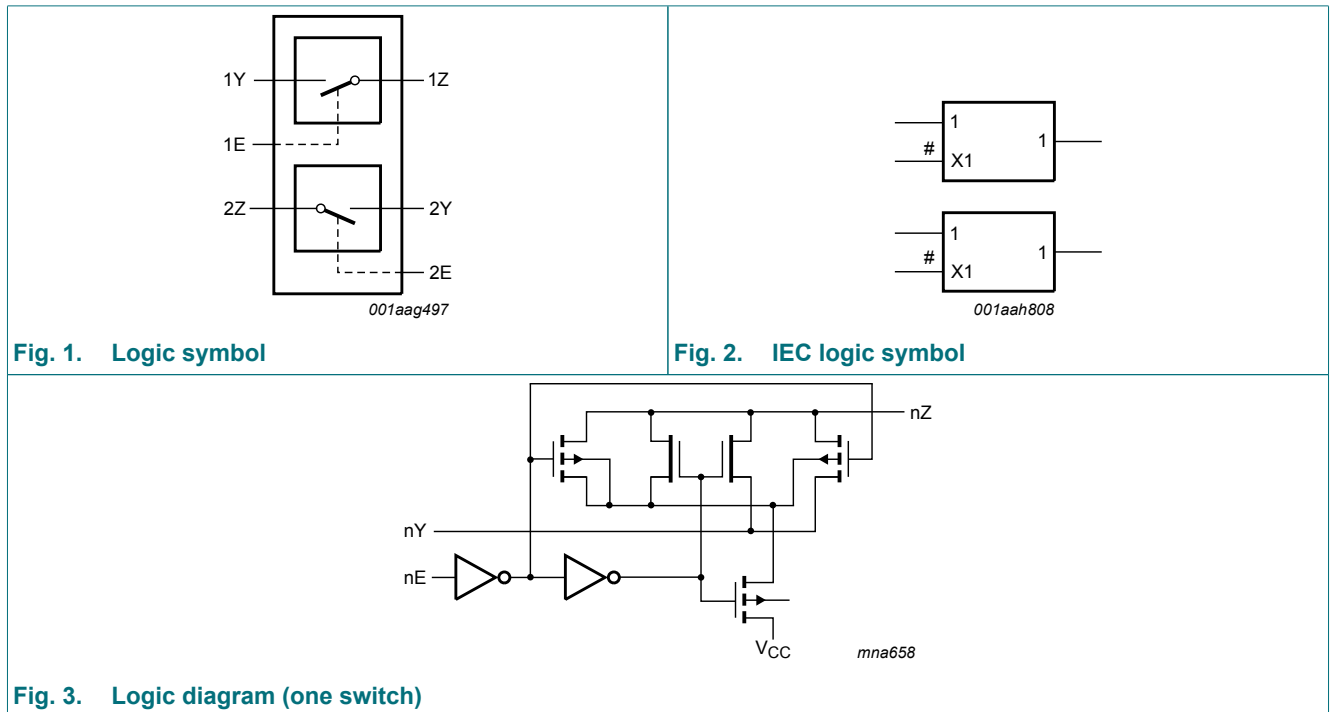 1Y
1Z
1E
2Z
2Y
2E
001aag497
Fig. 1. Logic symbol
1
1
#
X1
1
1
#
X1
001aah808
Fig. 2. IEC logic symbol
nZ
nY
nE
VCC
mna658
Fig. 3. Logic diagram (one switch)